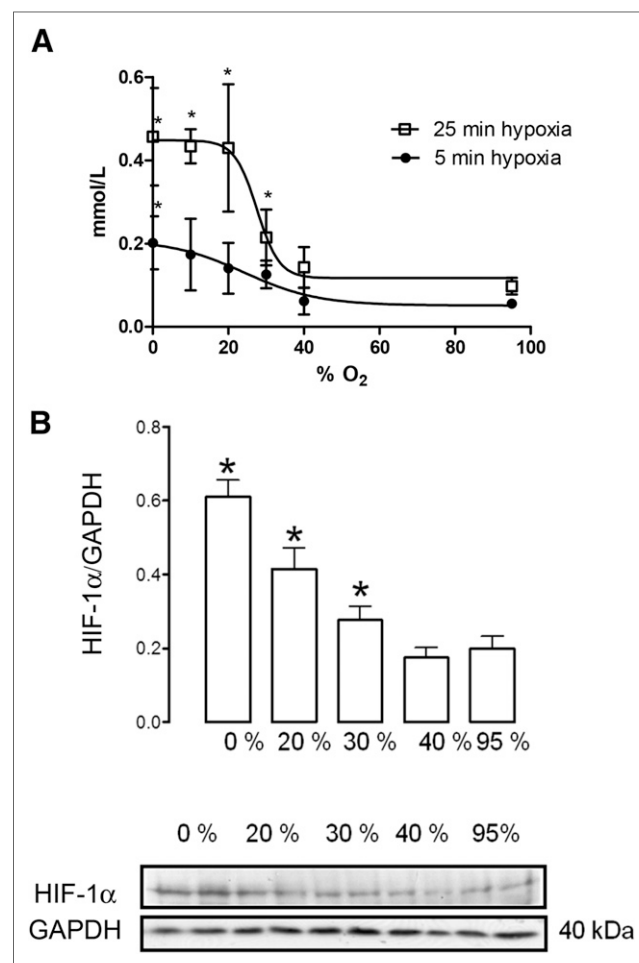 A
0.6
0.4
0.2
0.0
mmol/L
0 20 40 60 80 100
% O2
25 min hypoxia
5 min hypoxia
* * *
* *
B
0.8
0.6
0.4
0.2
0.0
HIF-1α/GAPDH
* * *
0 % 20 % 30 % 40 % 95 %
0 % 20 % 30 % 40 % 95%
HIF-1α
GAPDH 40 kDa